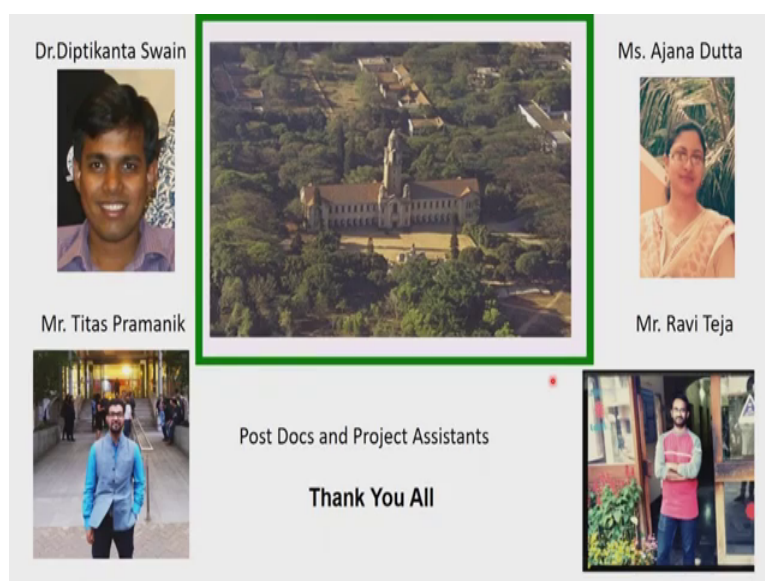 Dr.Diptikanta Swain
Ms. Ajana Dutta
Mr. Titas Pramanik
Mr. Ravi Teja
Post Docs and Project Assistants
Thank You All